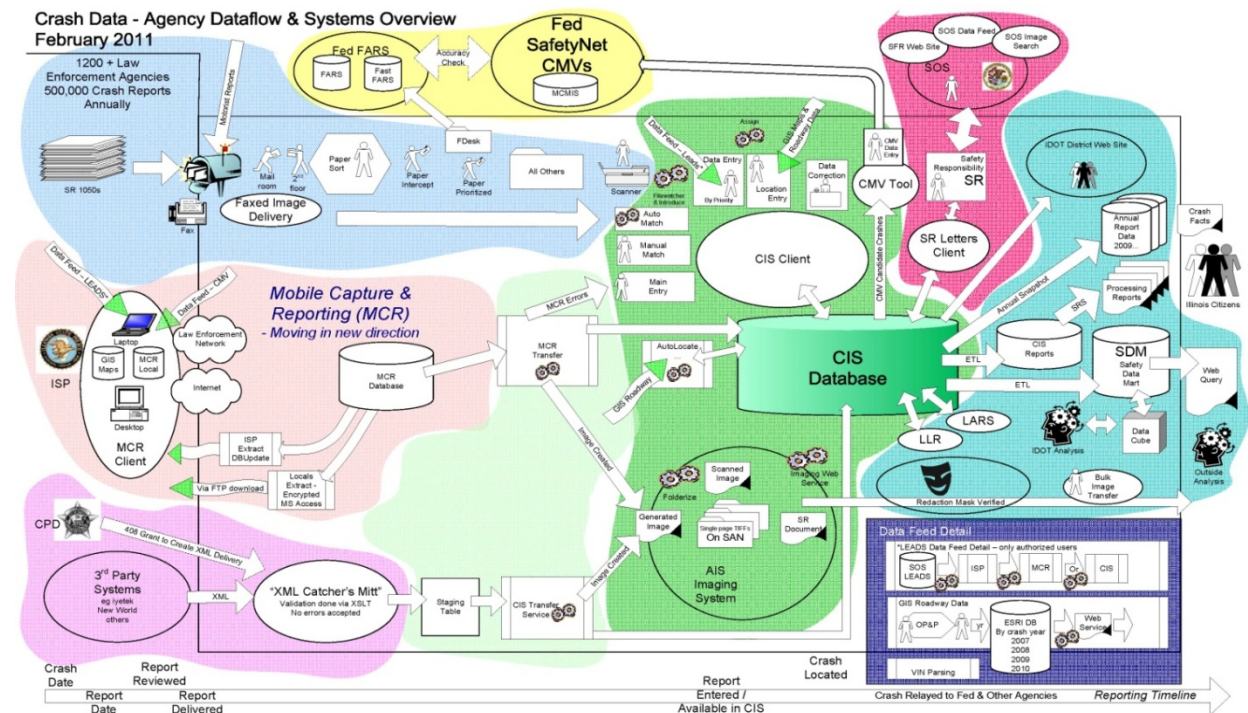 Crash Data - Agency Dataflow & Systems Overview
February 2011
1200 + Law
Enforcement Agencies
500,000 Crash Reports
Annually
Motorist Reports
SR 1050s
Fax
Mail
room
2nd
floor
Paper
Sort
Paper
Intercept
Paper
Prioritized
FDesk
All Others
Scanner
Faxed Image
Delivery
Fed FARS
FARS
Fast
FARS
Accuracy
Check
Fed
SafetyNet
CMVs
MCMIS
SFR Web Site
SOS Data Feed
SOS Image
Search
SOS
Safety
Responsibility
SR
SR Letters
Client
CMV
Data
Entry
CMV Tool
CMV Candidate Crashes
Data Feed – Leads*
Assign
GIS Maps &
Roadway Data
Data Entry
By Priority
Location
Entry
Data
Correction
Filewatcher
& Introduce
Auto
Match
Manual
Match
Main
Entry
CIS Client
IDOT District Web Site
Annual
Report
Data
2009...
Crash
Facts
Illinois Citizens
Processing
Reports
Annual Snapshot
SRS
Data Feed – LEADS*
Data Feed – CMV
Mobile Capture &
Reporting (MCR)
- Moving in new direction
Laptop
GIS
Maps
MCR
Local
Desktop
MCR
Client
ISP
Law Enforcement
Network
Internet
MCR
Database
ISP
Extract
DBUpdate
Via FTP download
Locals
Extract -
Encrypted
MS Access
MCR Errors
MCR
Transfer
AutoLocate
GIS Roadway
Image Created
CIS
Database
ETL
CIS
Reports
ETL
SDM
Safety
Data
Mart
Web
Query
LARS
LLR
IDOT Analysis
Data
Cube
Outside
Analysis
Redaction Mask Verified
Bulk
Image
Transfer
Folderize
Scanned
Image
Imaging Web
Service
Generated
Image
Single page TIFFs
On SAN
SR
Document
AIS
Imaging
System
CPD
408 Grant to Create XML Delivery
3rd Party
Systems
eg iyetek
New World
others
XML
"XML Catcher's Mitt"
Validation done via XSLT
No errors accepted
Staging
Table
CIS Transfer
Service
Image Created
Data Feed Detail
*LEADS Data Feed Detail – only authorized users
SOS
LEADS
ISP
MCR
Or
CIS
GIS Roadway Data
OP&P
yr
ESRI DB
By crash year
2007
2008
2009
2010
Web
Service
VIN Parsing
Crash
Date
Report
Date
Report
Reviewed
Report
Delivered
Report
Entered /
Available in CIS
Crash
Located
Crash Relayed to Fed & Other Agencies
Reporting Timeline